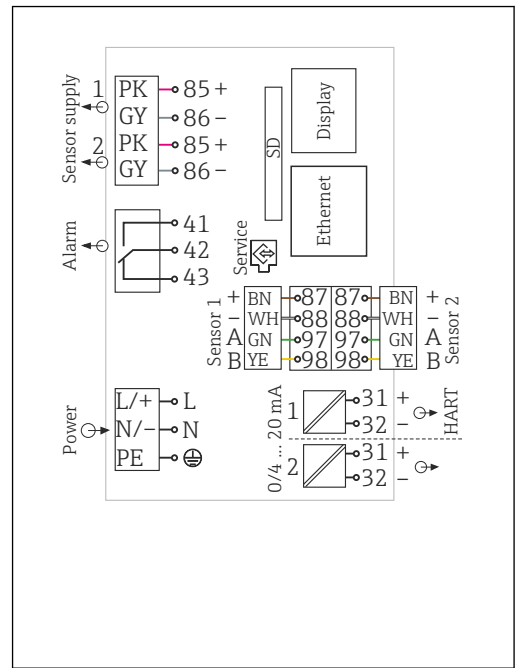 Sensor supply
1 PK 85 +
GY 86 –
2 PK 85 +
GY 86 –
Display
SD
Ethernet
Alarm
41
42
43
Service
Sensor 1
+ BN 87 87 BN +
– WH 88 88 WH –
A GN 97 97 GN A
B YE 98 98 YE B
Sensor 2
Power
L/+ L
N/– N
PE
0/4 ... 20 mA
1 31 +
32 –
HART
2 31 +
32 –